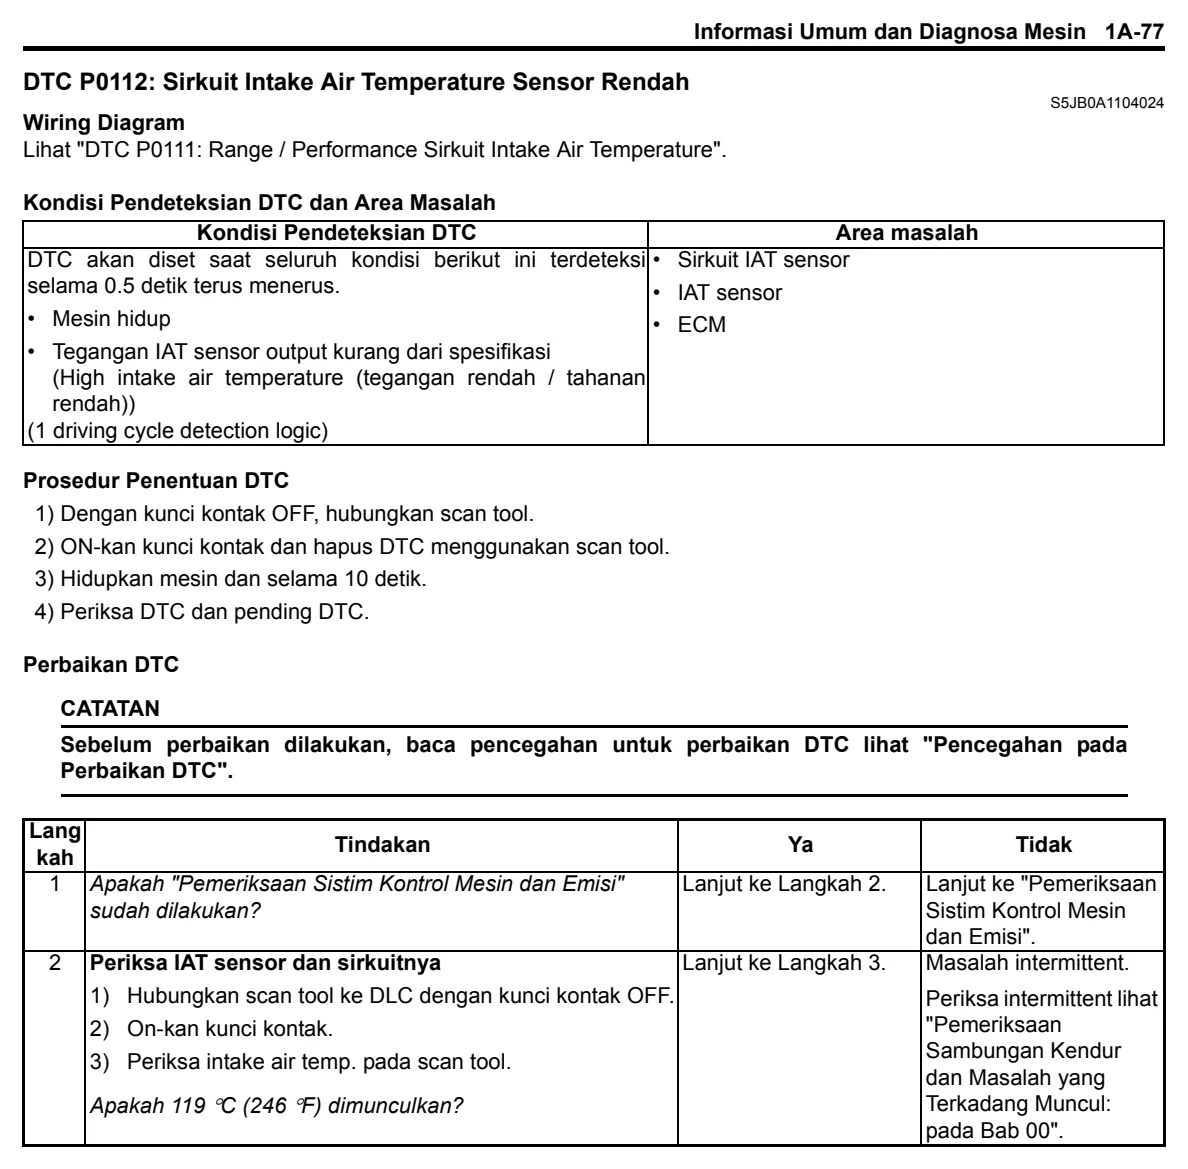 Informasi Umum dan Diagnosa Mesin 1A-77
DTC P0112: Sirkuit Intake Air Temperature Sensor Rendah
S5JB0A1104024
Wiring Diagram
Lihat "DTC P0111: Range / Performance Sirkuit Intake Air Temperature".
Kondisi Pendeteksian DTC dan Area Masalah
Kondisi Pendeteksian DTC
Area masalah
DTC akan diset saat seluruh kondisi berikut ini terdeteksi
selama 0.5 detik terus menerus.
• Mesin hidup
• Tegangan IAT sensor output kurang dari spesifikasi
(High intake air temperature (tegangan rendah / tahanan
rendah))
(1 driving cycle detection logic)
• Sirkuit IAT sensor
• IAT sensor
• ECM
Prosedur Penentuan DTC
1) Dengan kunci kontak OFF, hubungkan scan tool.
2) ON-kan kunci kontak dan hapus DTC menggunakan scan tool.
3) Hidupkan mesin dan selama 10 detik.
4) Periksa DTC dan pending DTC.
Perbaikan DTC
CATATAN
Sebelum perbaikan dilakukan, baca pencegahan untuk perbaikan DTC lihat "Pencegahan pada
Perbaikan DTC".
Lang
kah
Tindakan
Ya
Tidak
1
Apakah "Pemeriksaan Sistim Kontrol Mesin dan Emisi"
sudah dilakukan?
Lanjut ke Langkah 2.
Lanjut ke "Pemeriksaan
Sistim Kontrol Mesin
dan Emisi".
2
Periksa IAT sensor dan sirkuitnya
1) Hubungkan scan tool ke DLC dengan kunci kontak OFF.
2) On-kan kunci kontak.
3) Periksa intake air temp. pada scan tool.
Apakah 119 °C (246 °F) dimunculkan?
Lanjut ke Langkah 3.
Masalah intermittent.
Periksa intermittent lihat
"Pemeriksaan
Sambungan Kendur
dan Masalah yang
Terkadang Muncul:
pada Bab 00".